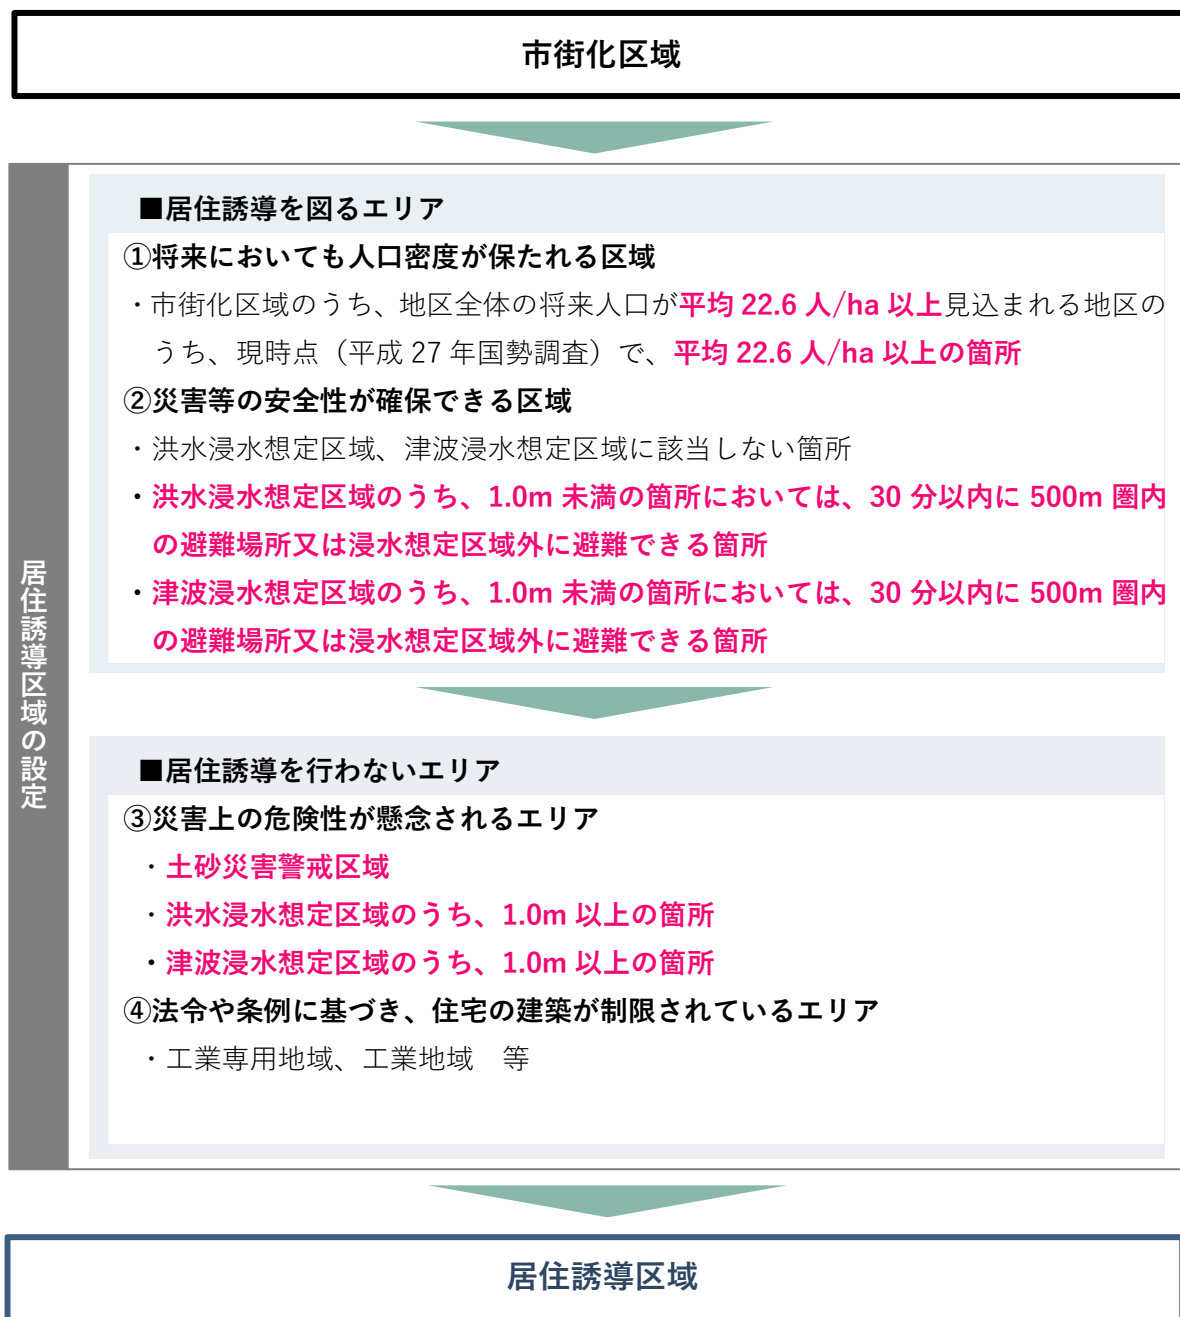 市街化区域
居住誘導区域の設定
■居住誘導を図るエリア
①将来においても人口密度が保たれる区域
・市街化区域のうち、地区全体の将来人口が平均 22.6 人/ha 以上見込まれる地区の
うち、現時点（平成 27 年国勢調査）で、平均 22.6 人/ha 以上の箇所
②災害等の安全性が確保できる区域
・洪水浸水想定区域、津波浸水想定区域に該当しない箇所
・洪水浸水想定区域のうち、1.0m 未満の箇所においては、30 分以内に 500m 圏内
の避難場所又は浸水想定区域外に避難できる箇所
・津波浸水想定区域のうち、1.0m 未満の箇所においては、30 分以内に 500m 圏内
の避難場所又は浸水想定区域外に避難できる箇所
■居住誘導を行わないエリア
③災害上の危険性が懸念されるエリア
・土砂災害警戒区域
・洪水浸水想定区域のうち、1.0m 以上の箇所
・津波浸水想定区域のうち、1.0m 以上の箇所
④法令や条例に基づき、住宅の建築が制限されているエリア
・工業専用地域、工業地域　等
居住誘導区域